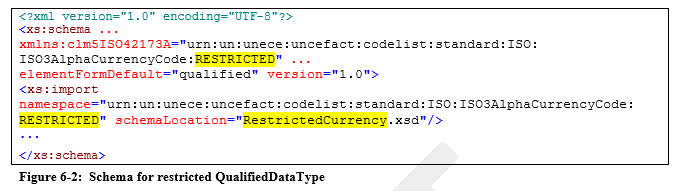 <?xml version="1.0" encoding="UTF-8"?>
<xs:schema ...
xmlns:clm5ISO42173A="urn:un:unece:uncefact:codelist:standard:ISO:
ISO3AlphaCurrencyCode:RESTRICTED" ...
elementFormDefault="qualified" version="1.0">
<xs:import
namespace="urn:un:unece:uncefact:codelist:standard:ISO:ISO3AlphaCurrencyCode:
RESTRICTED" schemaLocation="RestrictedCurrency.xsd"/>
...
</xs:schema>
Figure 6-2: Schema for restricted QualifiedDataType